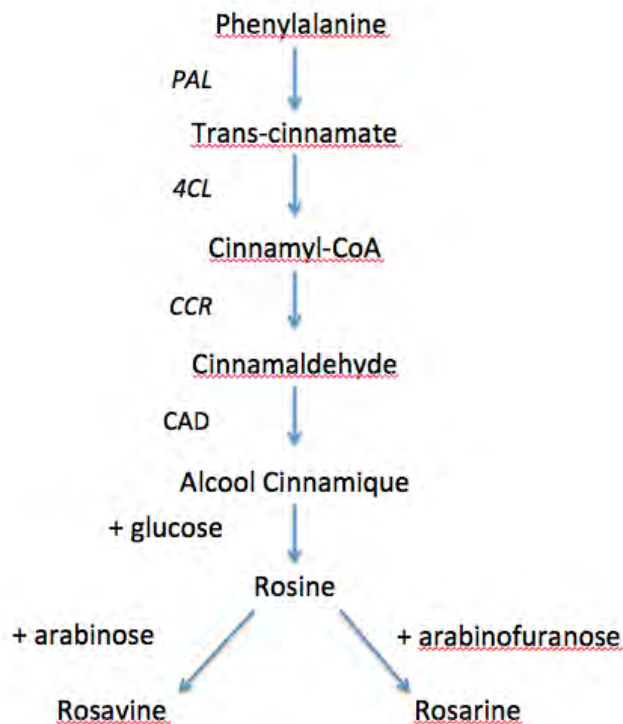 Phenylalanine
PAL
Trans-cinnamate
4CL
Cinnamyl-CoA
CCR
Cinnamaldehyde
CAD
Alcool Cinnamique
+ glucose
Rosine
+ arabinose
+ arabinofuranose
Rosavine
Rosarine